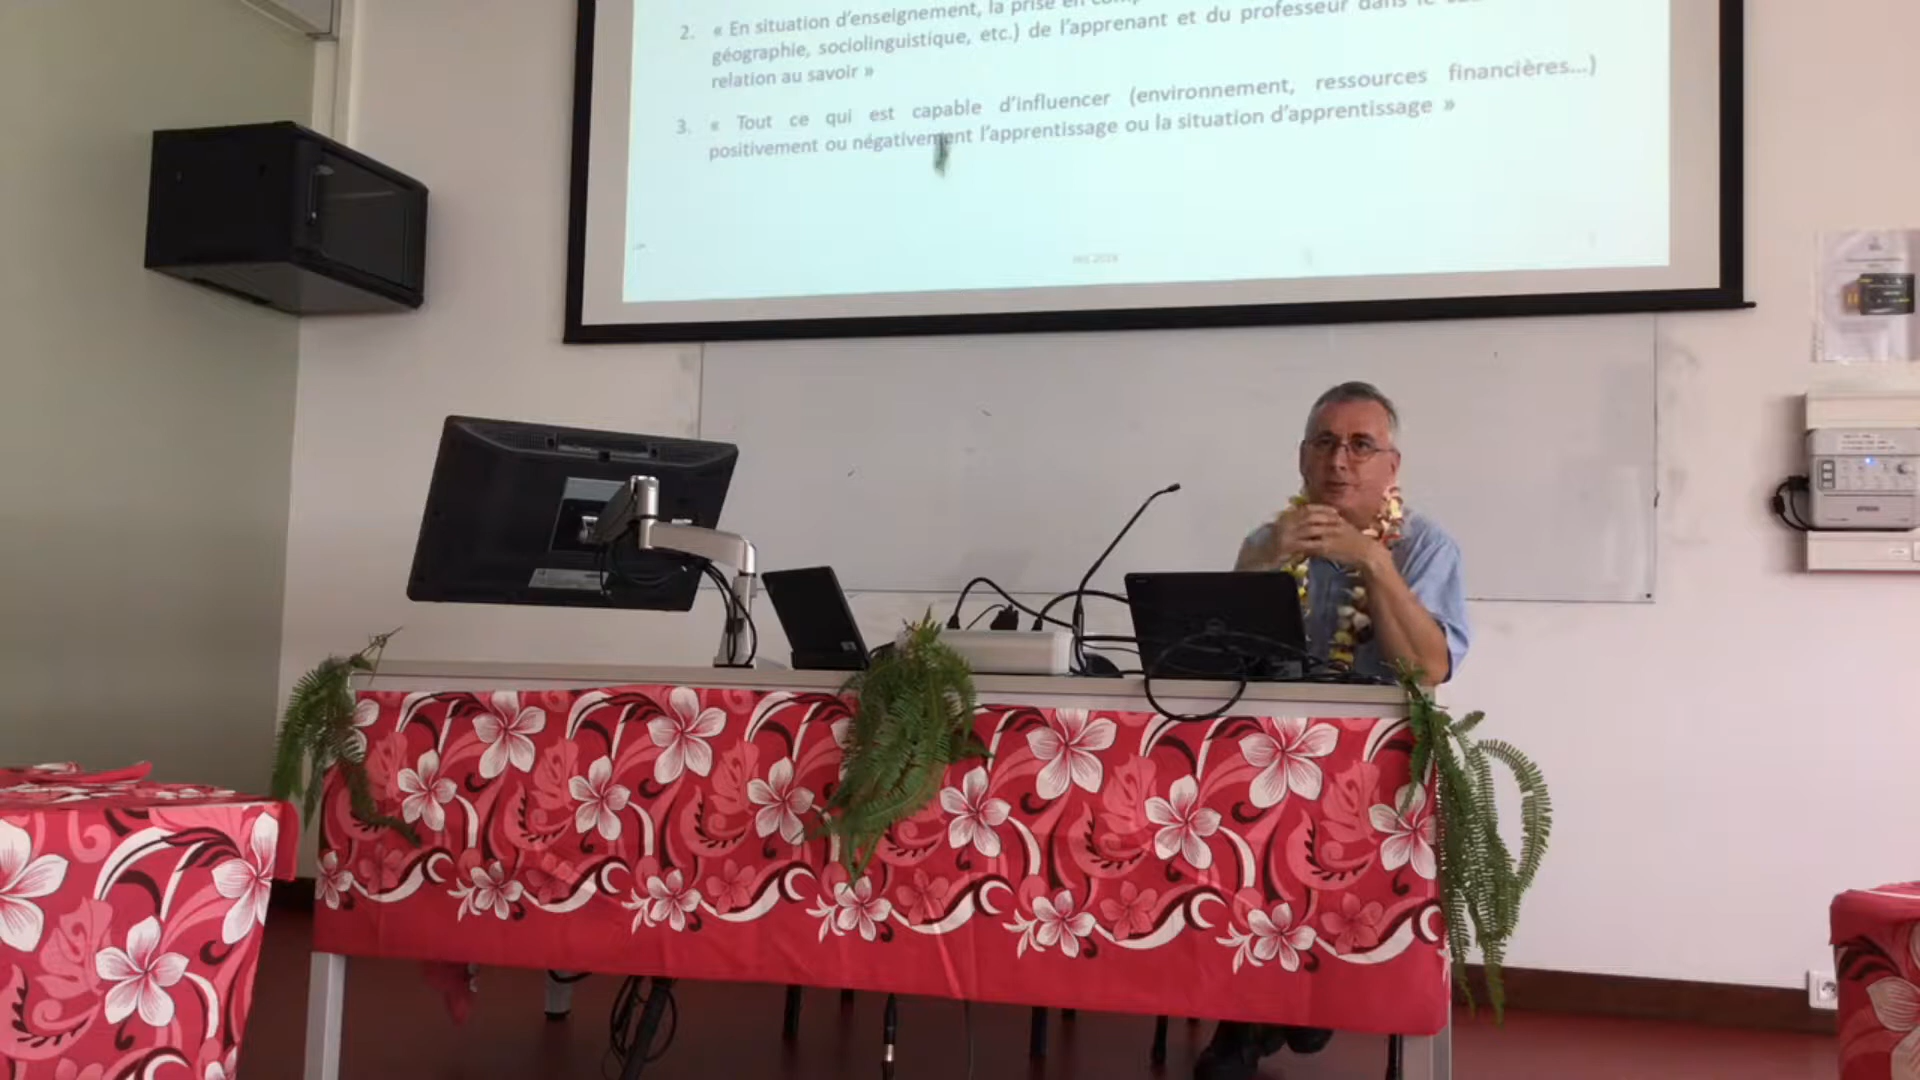 2. « En situation d'enseignement, la prise en
géographie, sociolinguistique, etc.) de l'apprenant et du professeur dans le
relation au savoir »
3. « Tout ce qui est capable d'influencer (environnement, ressources financières...)
positivement ou négativement l'apprentissage ou la situation d'apprentissage »
EPSON